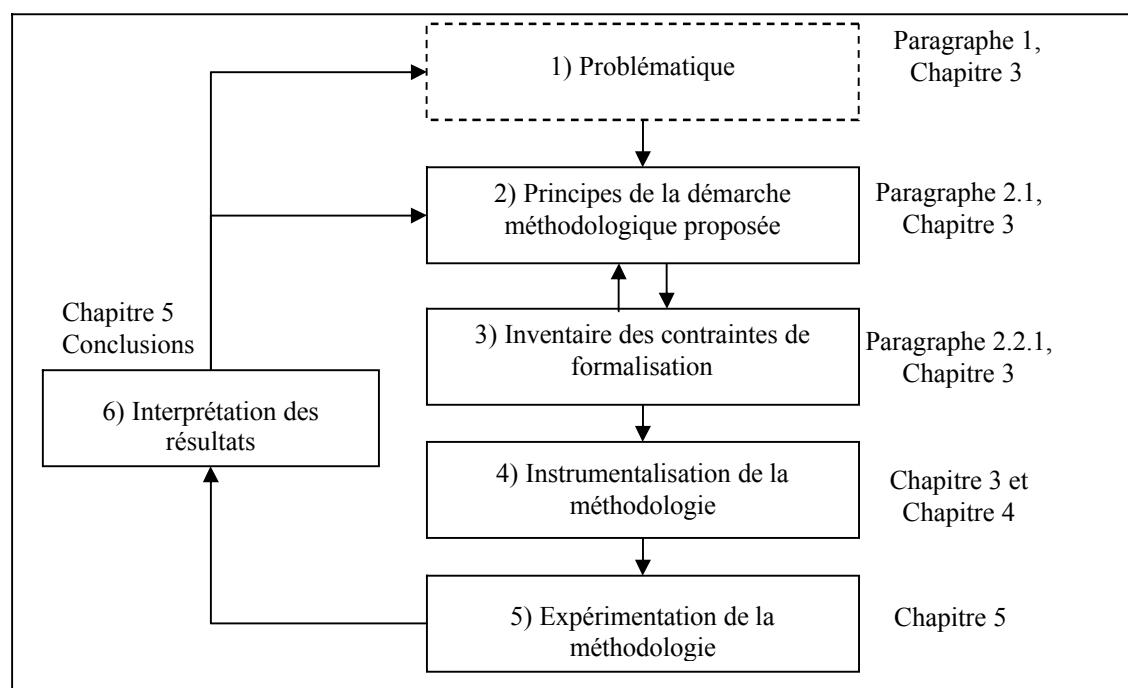 1) Problématique
Paragraphe 1,
Chapitre 3
2) Principes de la démarche
méthodologique proposée
Paragraphe 2.1,
Chapitre 3
3) Inventaire des contraintes de
formalisation
Paragraphe 2.2.1,
Chapitre 3
4) Instrumentalisation de la
méthodologie
Chapitre 3 et
Chapitre 4
5) Expérimentation de la
méthodologie
Chapitre 5
Chapitre 5
Conclusions
6) Interprétation des
résultats